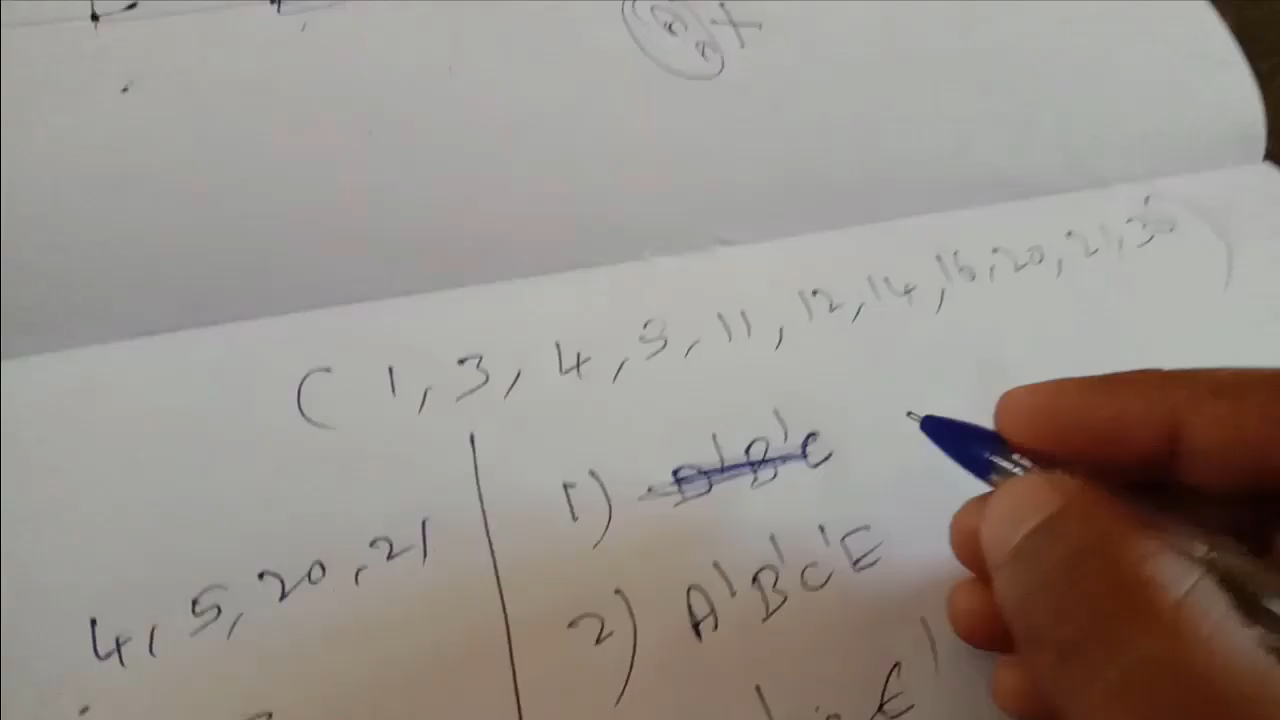 (1, 3, 4, 9, 11, 12, 14, 16, 20, 21, 30)
1)
4, 5, 20, 21
2) A'B'C'E
E'